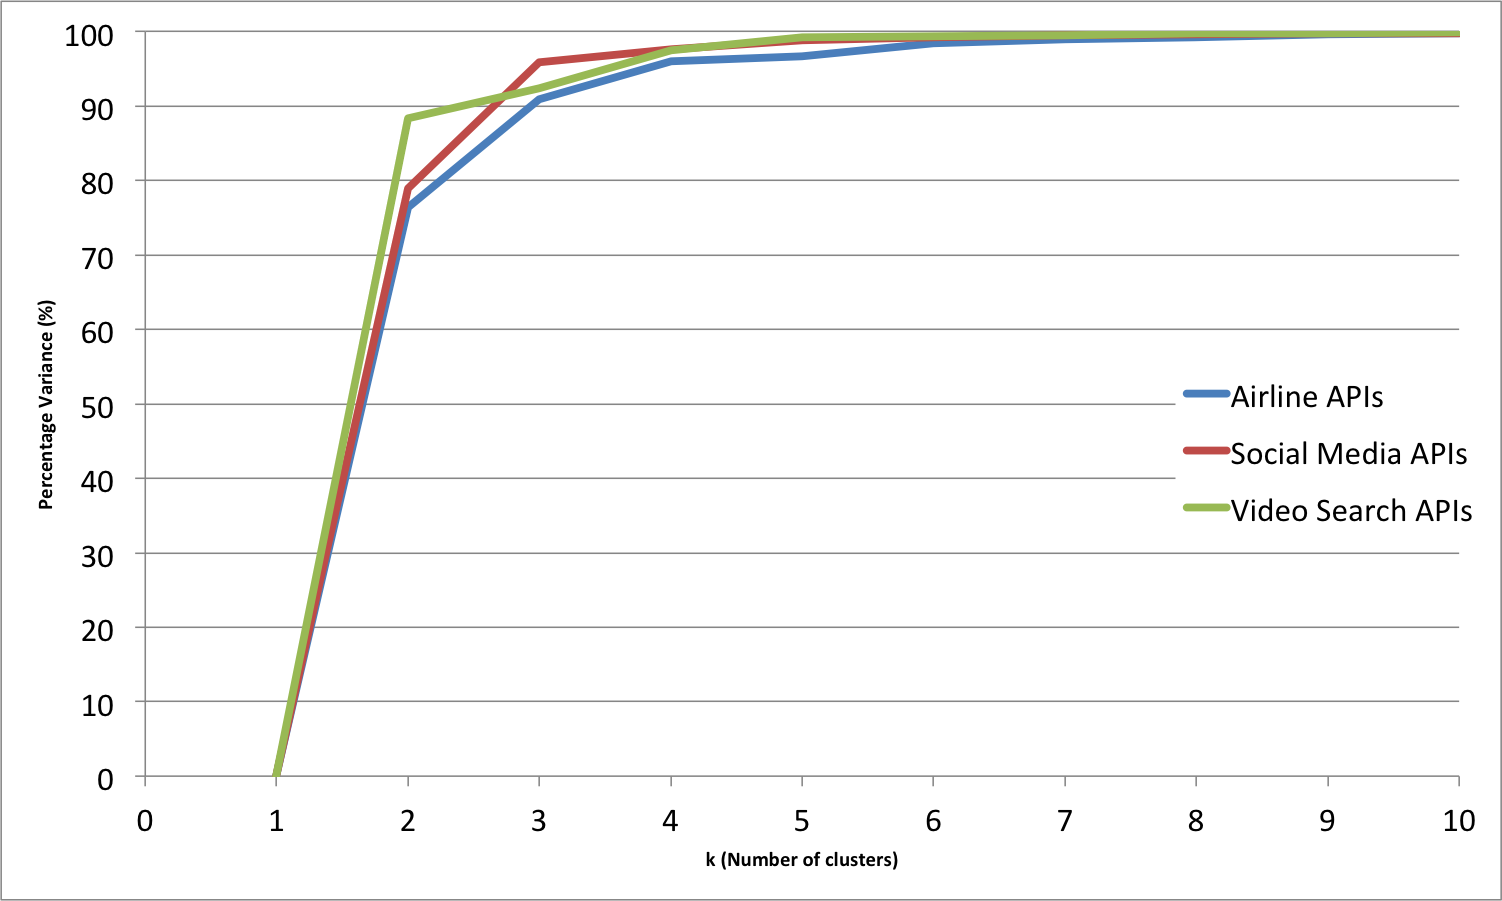 100
90
80
70
60
50
40
30
20
10
0
Percentage Variance (%)
Airline APIs
Social Media APIs
Video Search APIs
0 1 2 3 4 5 6 7 8 9 10
k (Number of clusters)